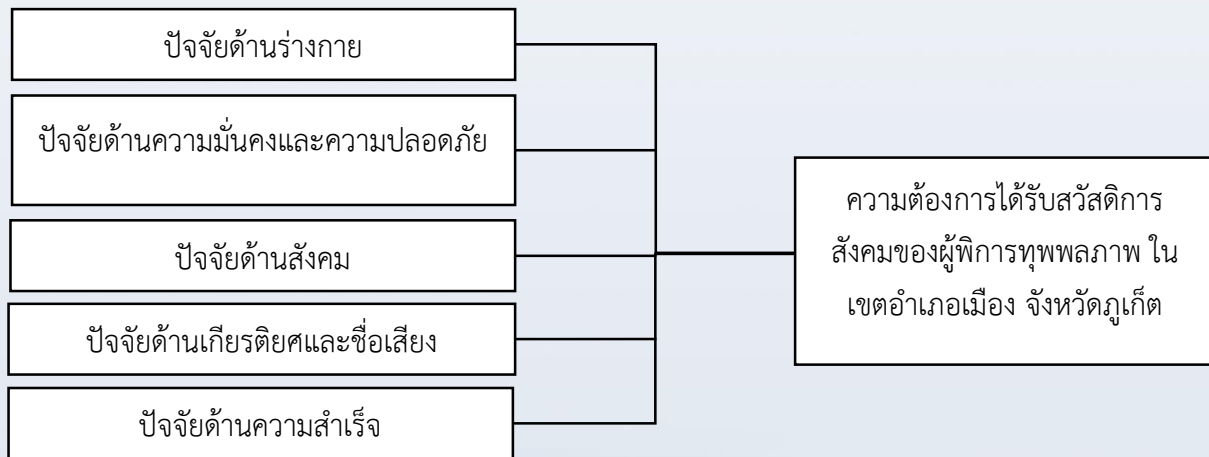 ปัจจัยด้านร่างกาย
ปัจจัยด้านความมั่นคงและความปลอดภัย
ปัจจัยด้านสังคม
ปัจจัยด้านเกียรติยศและชื่อเสียง
ปัจจัยด้านความสำเร็จ
ความต้องการได้รับสวัสดิการ
สังคมของผู้พิการทุพพลภาพ ใน
เขตอำเภอเมือง จังหวัดภูเก็ต